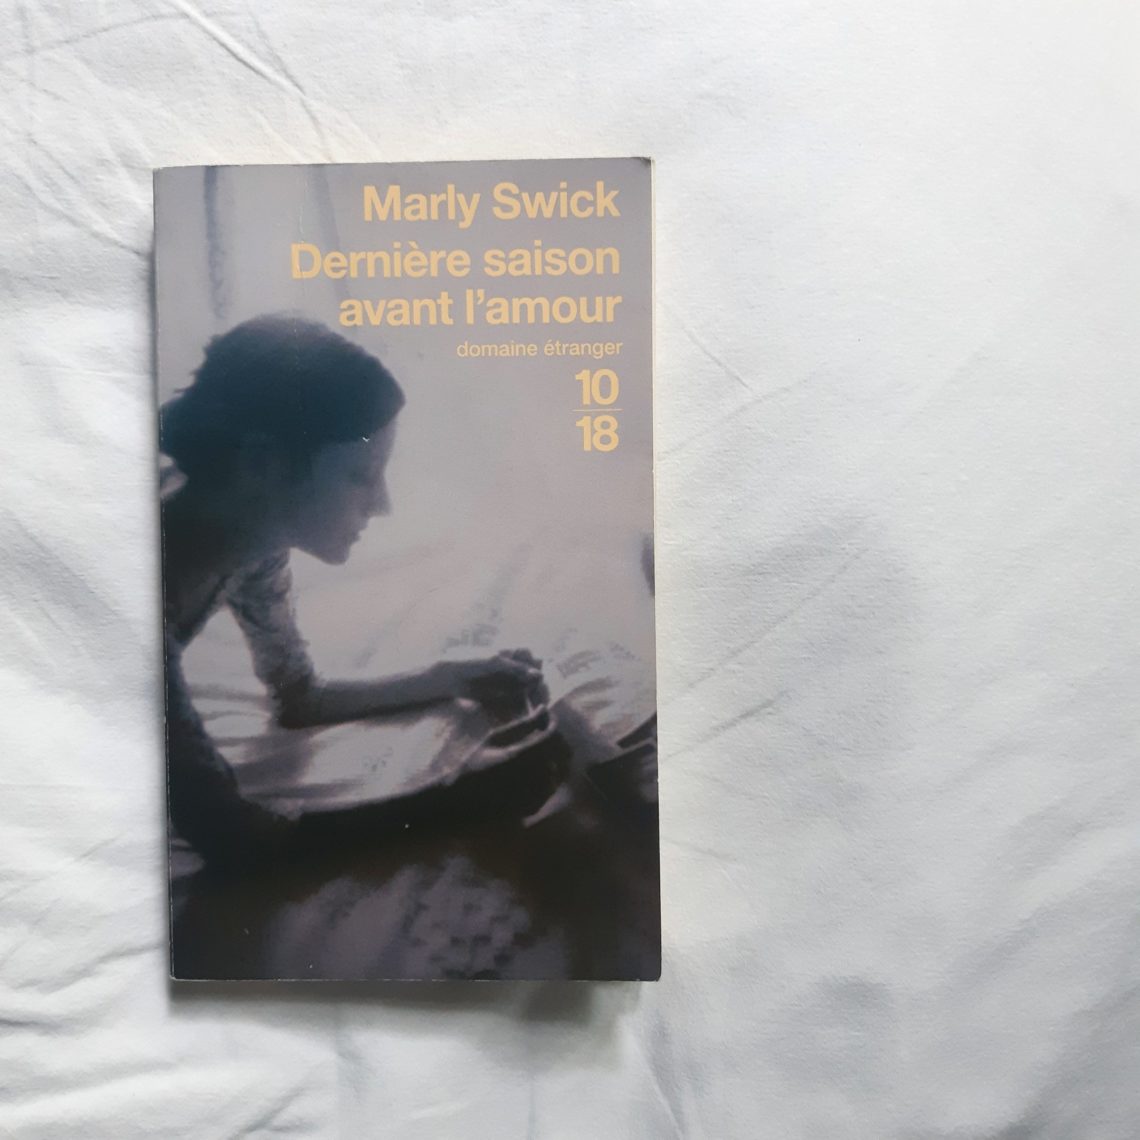 Marly Swick
Dernière saison
avant l'amour
domaine étranger
10
18